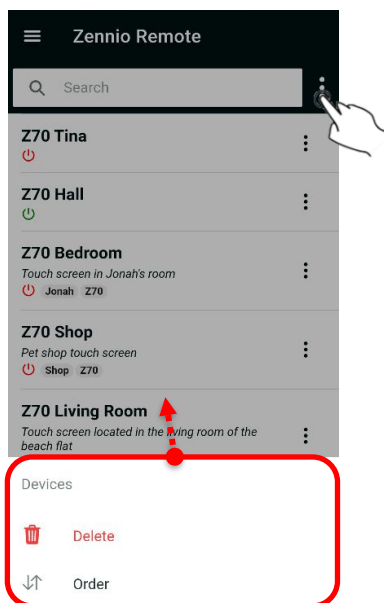 Zennio Remote
Search
Z70 Tina
Z70 Hall
Z70 Bedroom
Touch screen in Jonah's room
Jonah Z70
Z70 Shop
Pet shop touch screen
Shop Z70
Z70 Living Room
Touch screen located in the living room of the
beach flat
Devices
Delete
Order